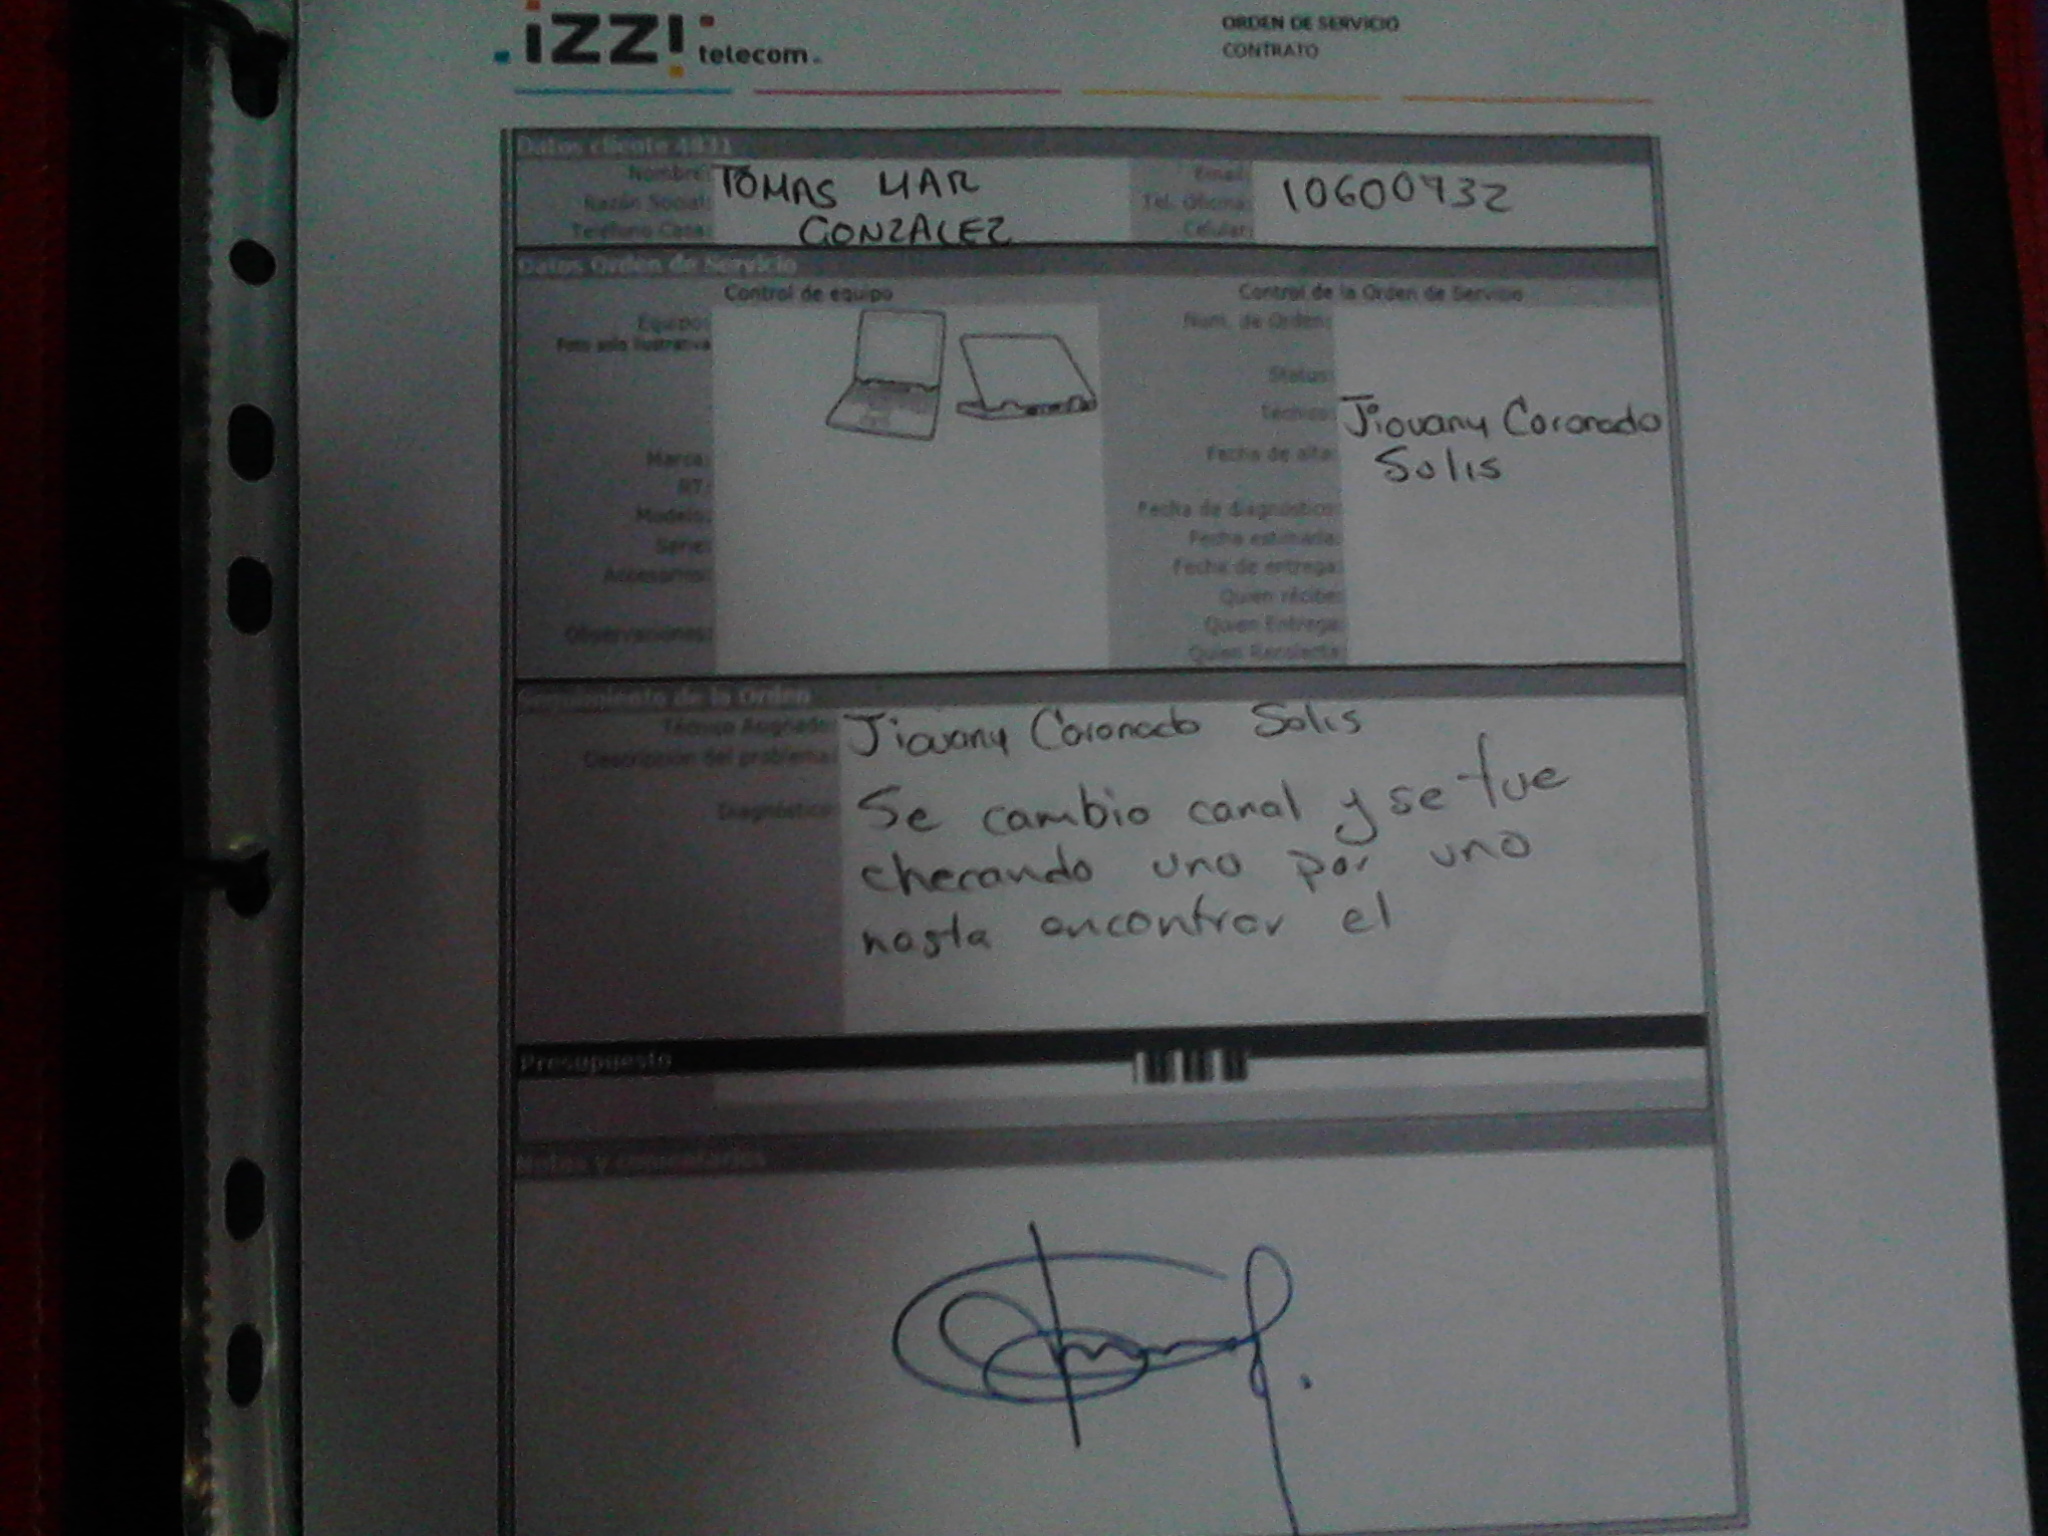 izzi telecom
ORDEN DE SERVICIO
CONTRATO
Datos cliente 4831
Nombre: TOMAS MAR
Razón Social:
Teléfono Casa: GONZALEZ
Email:
Tel. Oficina: 10600932
Celular:
Datos Orden de Servicio
Control de equipo
Equipo:
Foto solo ilustrativa
Marca:
Modelo:
Serie:
Accesorios:
Observaciones:
Control de la Orden de Servicio
Num. de Orden:
Status:
Técnico: Jiovany Coronado
Fecha de alta: Solis
Fecha de diagnóstico:
Fecha estimada:
Fecha de entrega:
Quien recibe:
Quien Entrega:
Quien Recolecta:
Seguimiento de la Orden
Técnico Asignado: Jiovany Coronado Solis
Descripción del problema:
Diagnóstico: Se cambio canal y se fue
checando uno por uno
hasta encontrar el
Presupuesto
Notas y comentarios